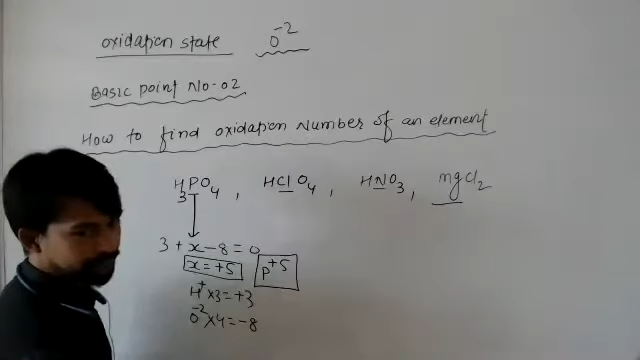 oxidation state O⁻²
Basic point No-02
How to find oxidation Number of an element
H₃PO₄, HClO₄, HNO₃, mgCl₂
3 + x - 8 = 0
x = +5 P⁺⁵
H⁺ × 3 = +3
O⁻² × 4 = -8